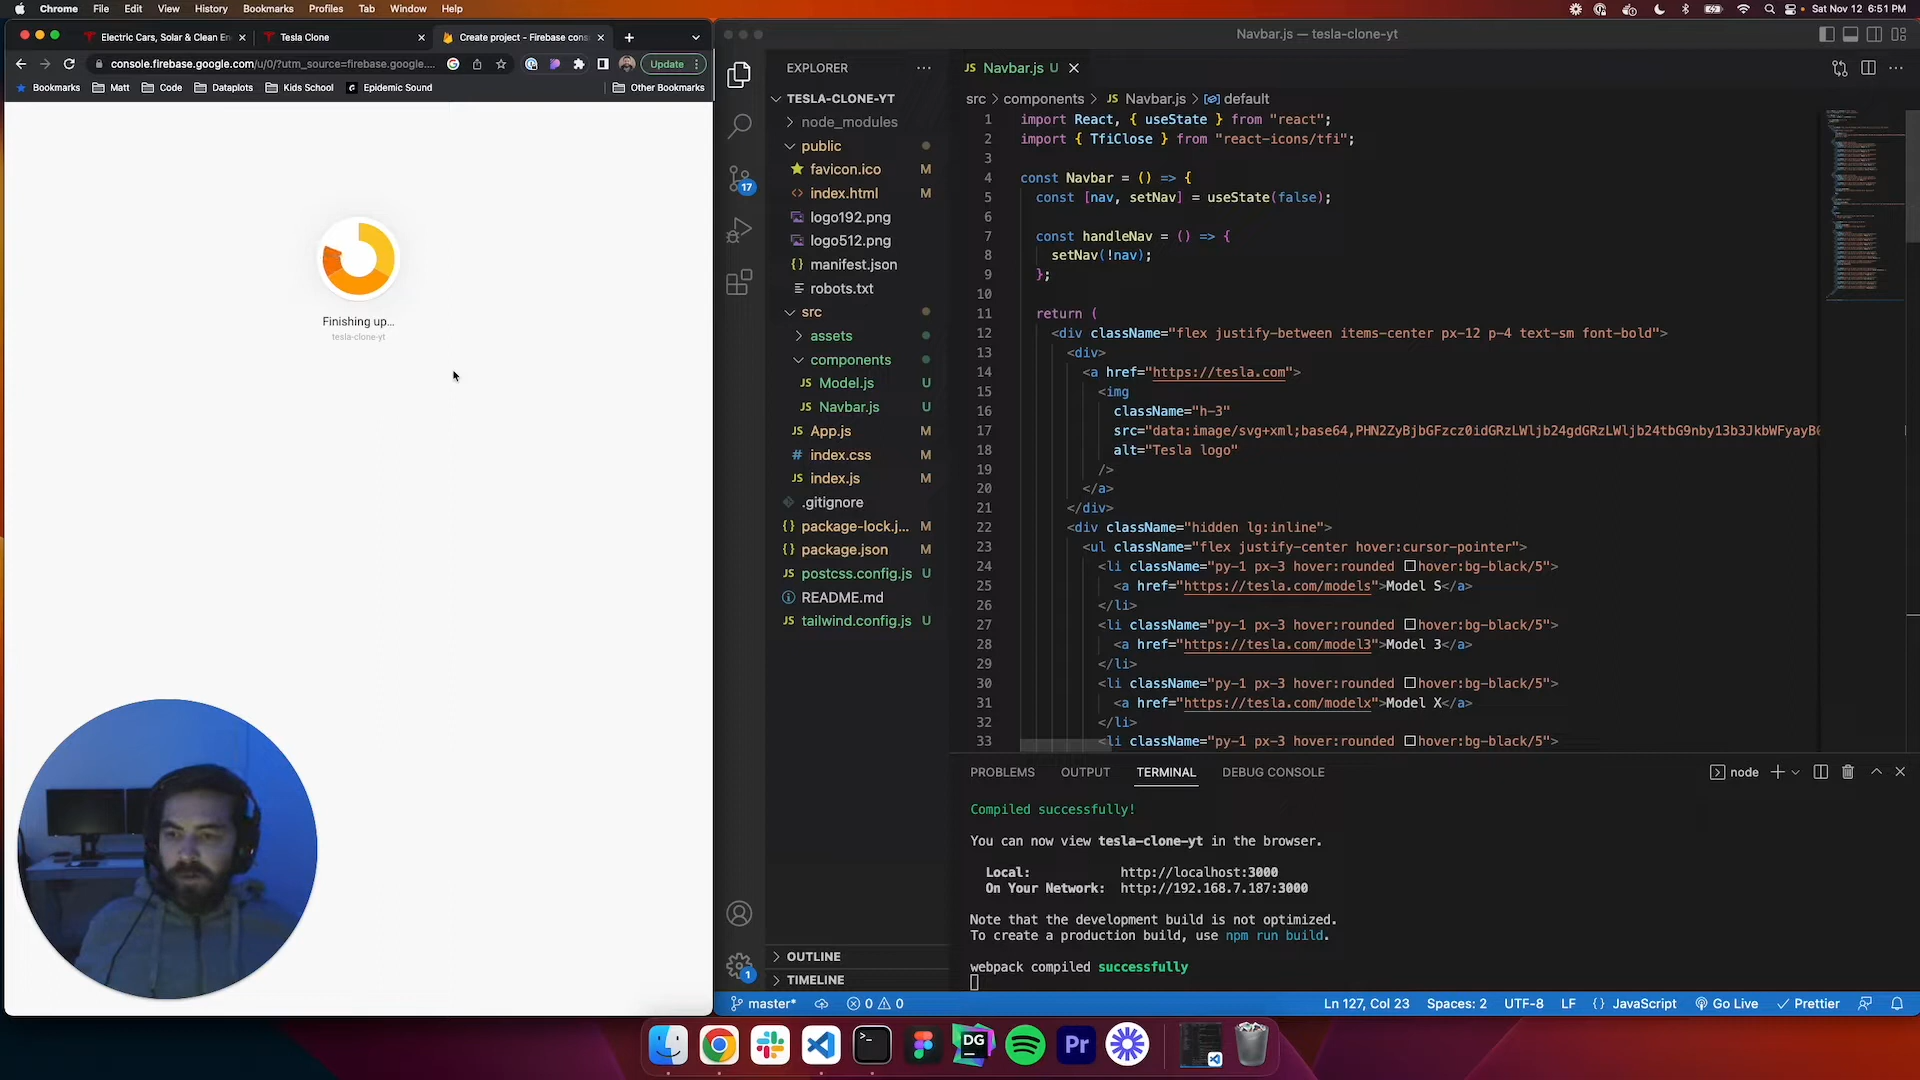 Chrome File Edit View History Bookmarks Profiles Tab Window Help
Sat Nov 12 6:51 PM
Electric Cars, Solar & Clean En
Tesla Clone
Create project - Firebase cons
console.firebase.google.com/u/0/?utm_source=firebase.google....
Update
Bookmarks Matt Code Dataplots Kids School Epidemic Sound Other Bookmarks
Finishing up...
tesla-clone-yt
Navbar.js — tesla-clone-yt
17
1
EXPLORER
TESLA-CLONE-YT
node_modules
public
favicon.ico M
index.html M
logo192.png
logo512.png
manifest.json
robots.txt
src
assets
components
JS Model.js U
JS Navbar.js U
JS App.js M
# index.css M
JS index.js M
.gitignore
{} package-lock.j... M
{} package.json M
JS postcss.config.js U
README.md
JS tailwind.config.js U
OUTLINE
TIMELINE
JS Navbar.js U
src > components > JS Navbar.js > default
1 import React, { useState } from "react";
2 import { TfiClose } from "react-icons/tfi";
3
4 const Navbar = () => {
5 const [nav, setNav] = useState(false);
6
7 const handleNav = () => {
8 setNav(!nav);
9 };
10
11 return (
12 <div className="flex justify-between items-center px-12 p-4 text-sm font-bold">
13 <div>
14 <a href="https://tesla.com">
15 <img
16 className="h-3"
17 src="data:image/svg+xml;base64,
18 alt="Tesla logo"
19 />
20 </a>
21 </div>
22 <div className="hidden lg:inline">
23 <ul className="flex justify-center hover:cursor-pointer">
24 <li className="py-1 px-3 hover:rounded hover:bg-black/5">
25 <a href="https://tesla.com/models">Model S</a>
26 </li>
27 <li className="py-1 px-3 hover:rounded hover:bg-black/5">
28 <a href="https://tesla.com/model3">Model 3</a>
29 </li>
30 <li className="py-1 px-3 hover:rounded hover:bg-black/5">
31 <a href="https://tesla.com/modelx">Model X</a>
32 </li>
33 <li className="py-1 px-3 hover:rounded hover:bg-black/5">
PROBLEMS OUTPUT TERMINAL DEBUG CONSOLE
node
Compiled successfully!
You can now view tesla-clone-yt in the browser.
Local: http://localhost:3000
On Your Network: http://192.168.7.187:3000
Note that the development build is not optimized.
To create a production build, use npm run build.
webpack compiled successfully
master* 0 0 Ln 127, Col 23 Spaces: 2 UTF-8 LF {} JavaScript Go Live Prettier
DG
Pr